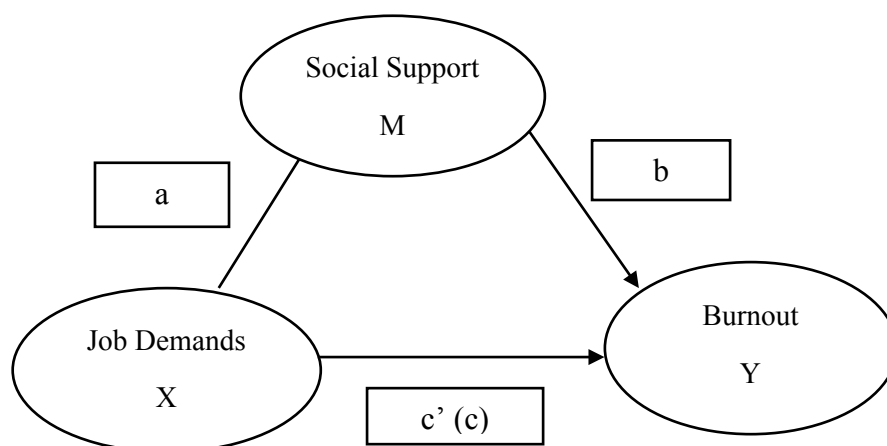 Social Support
M
a
b
Job Demands
X
Burnout
Y
c’ (c)